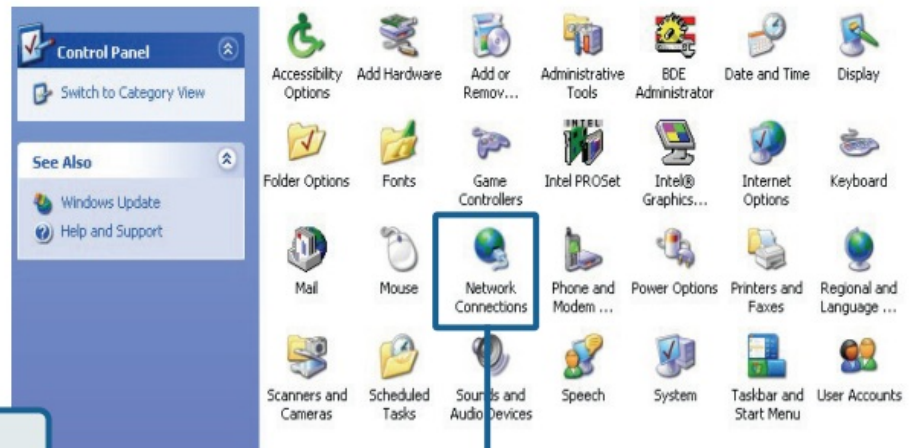 Control Panel
Switch to Category View
See Also
Windows Update
Help and Support
Accessibility
Options
Add Hardware
Add or
Remov...
Administrative
Tools
BDE
Administrator
Date and Time
Display
Folder Options
Fonts
Game
Controllers
INTEL
Intel PROSet
Intel®
Graphics...
Internet
Options
Keyboard
Mail
Mouse
Network
Connections
Phone and
Modem ...
Power Options
Printers and
Faxes
Regional and
Language ...
Scanners and
Cameras
Scheduled
Tasks
Sounds and
Audio Devices
Speech
System
Taskbar and
Start Menu
User Accounts